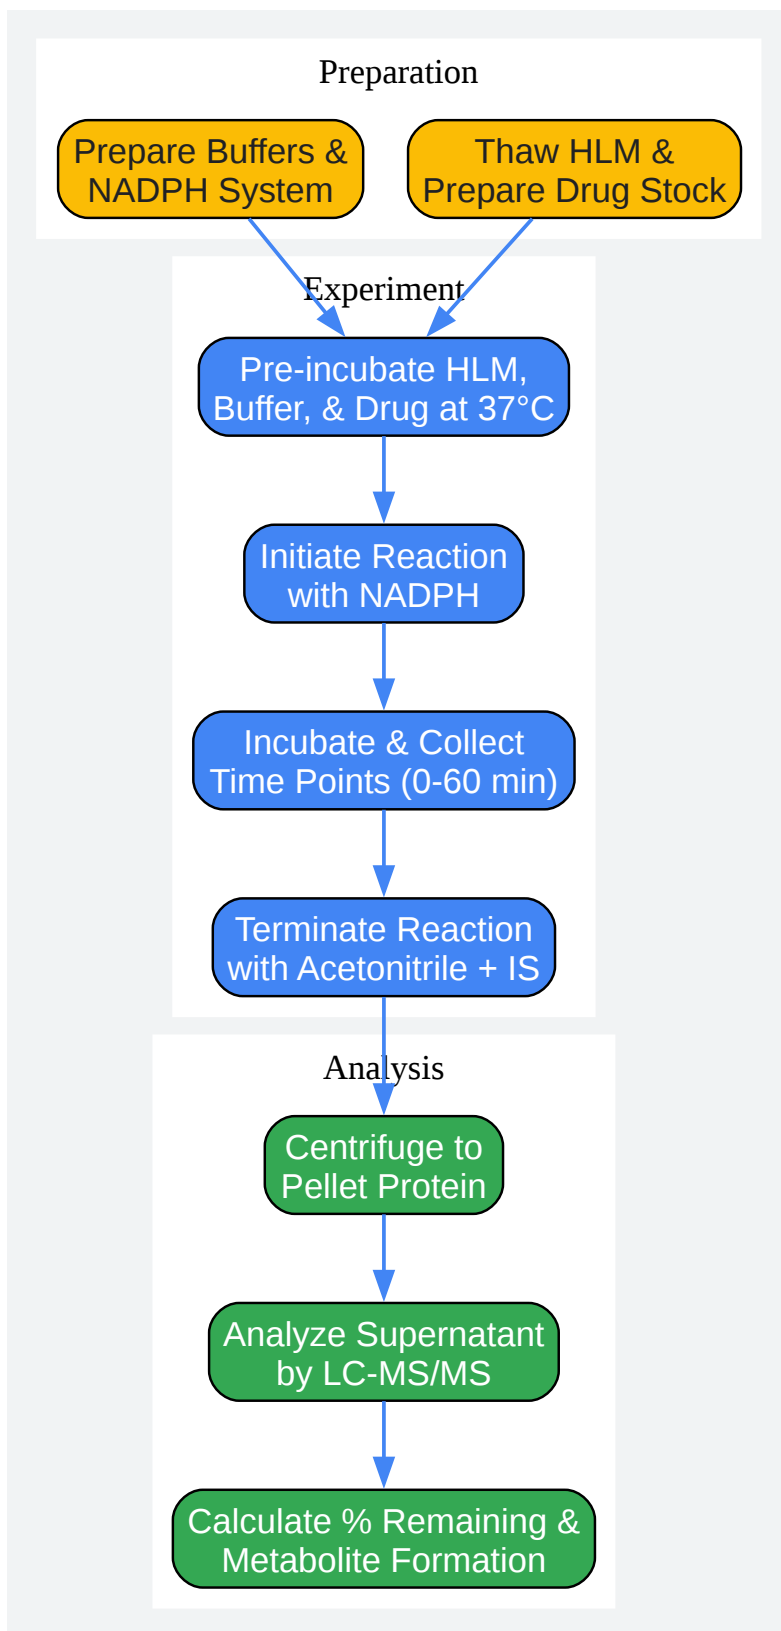 Preparation
Prepare Buffers &
NADPH System
Thaw HLM &
Prepare Drug Stock
Experiment
Pre-incubate HLM,
Buffer, & Drug at 37°C
Initiate Reaction
with NADPH
Incubate & Collect
Time Points (0-60 min)
Terminate Reaction
with Acetonitrile + IS
Analysis
Centrifuge to
Pellet Protein
Analyze Supernatant
by LC-MS/MS
Calculate % Remaining &
Metabolite Formation